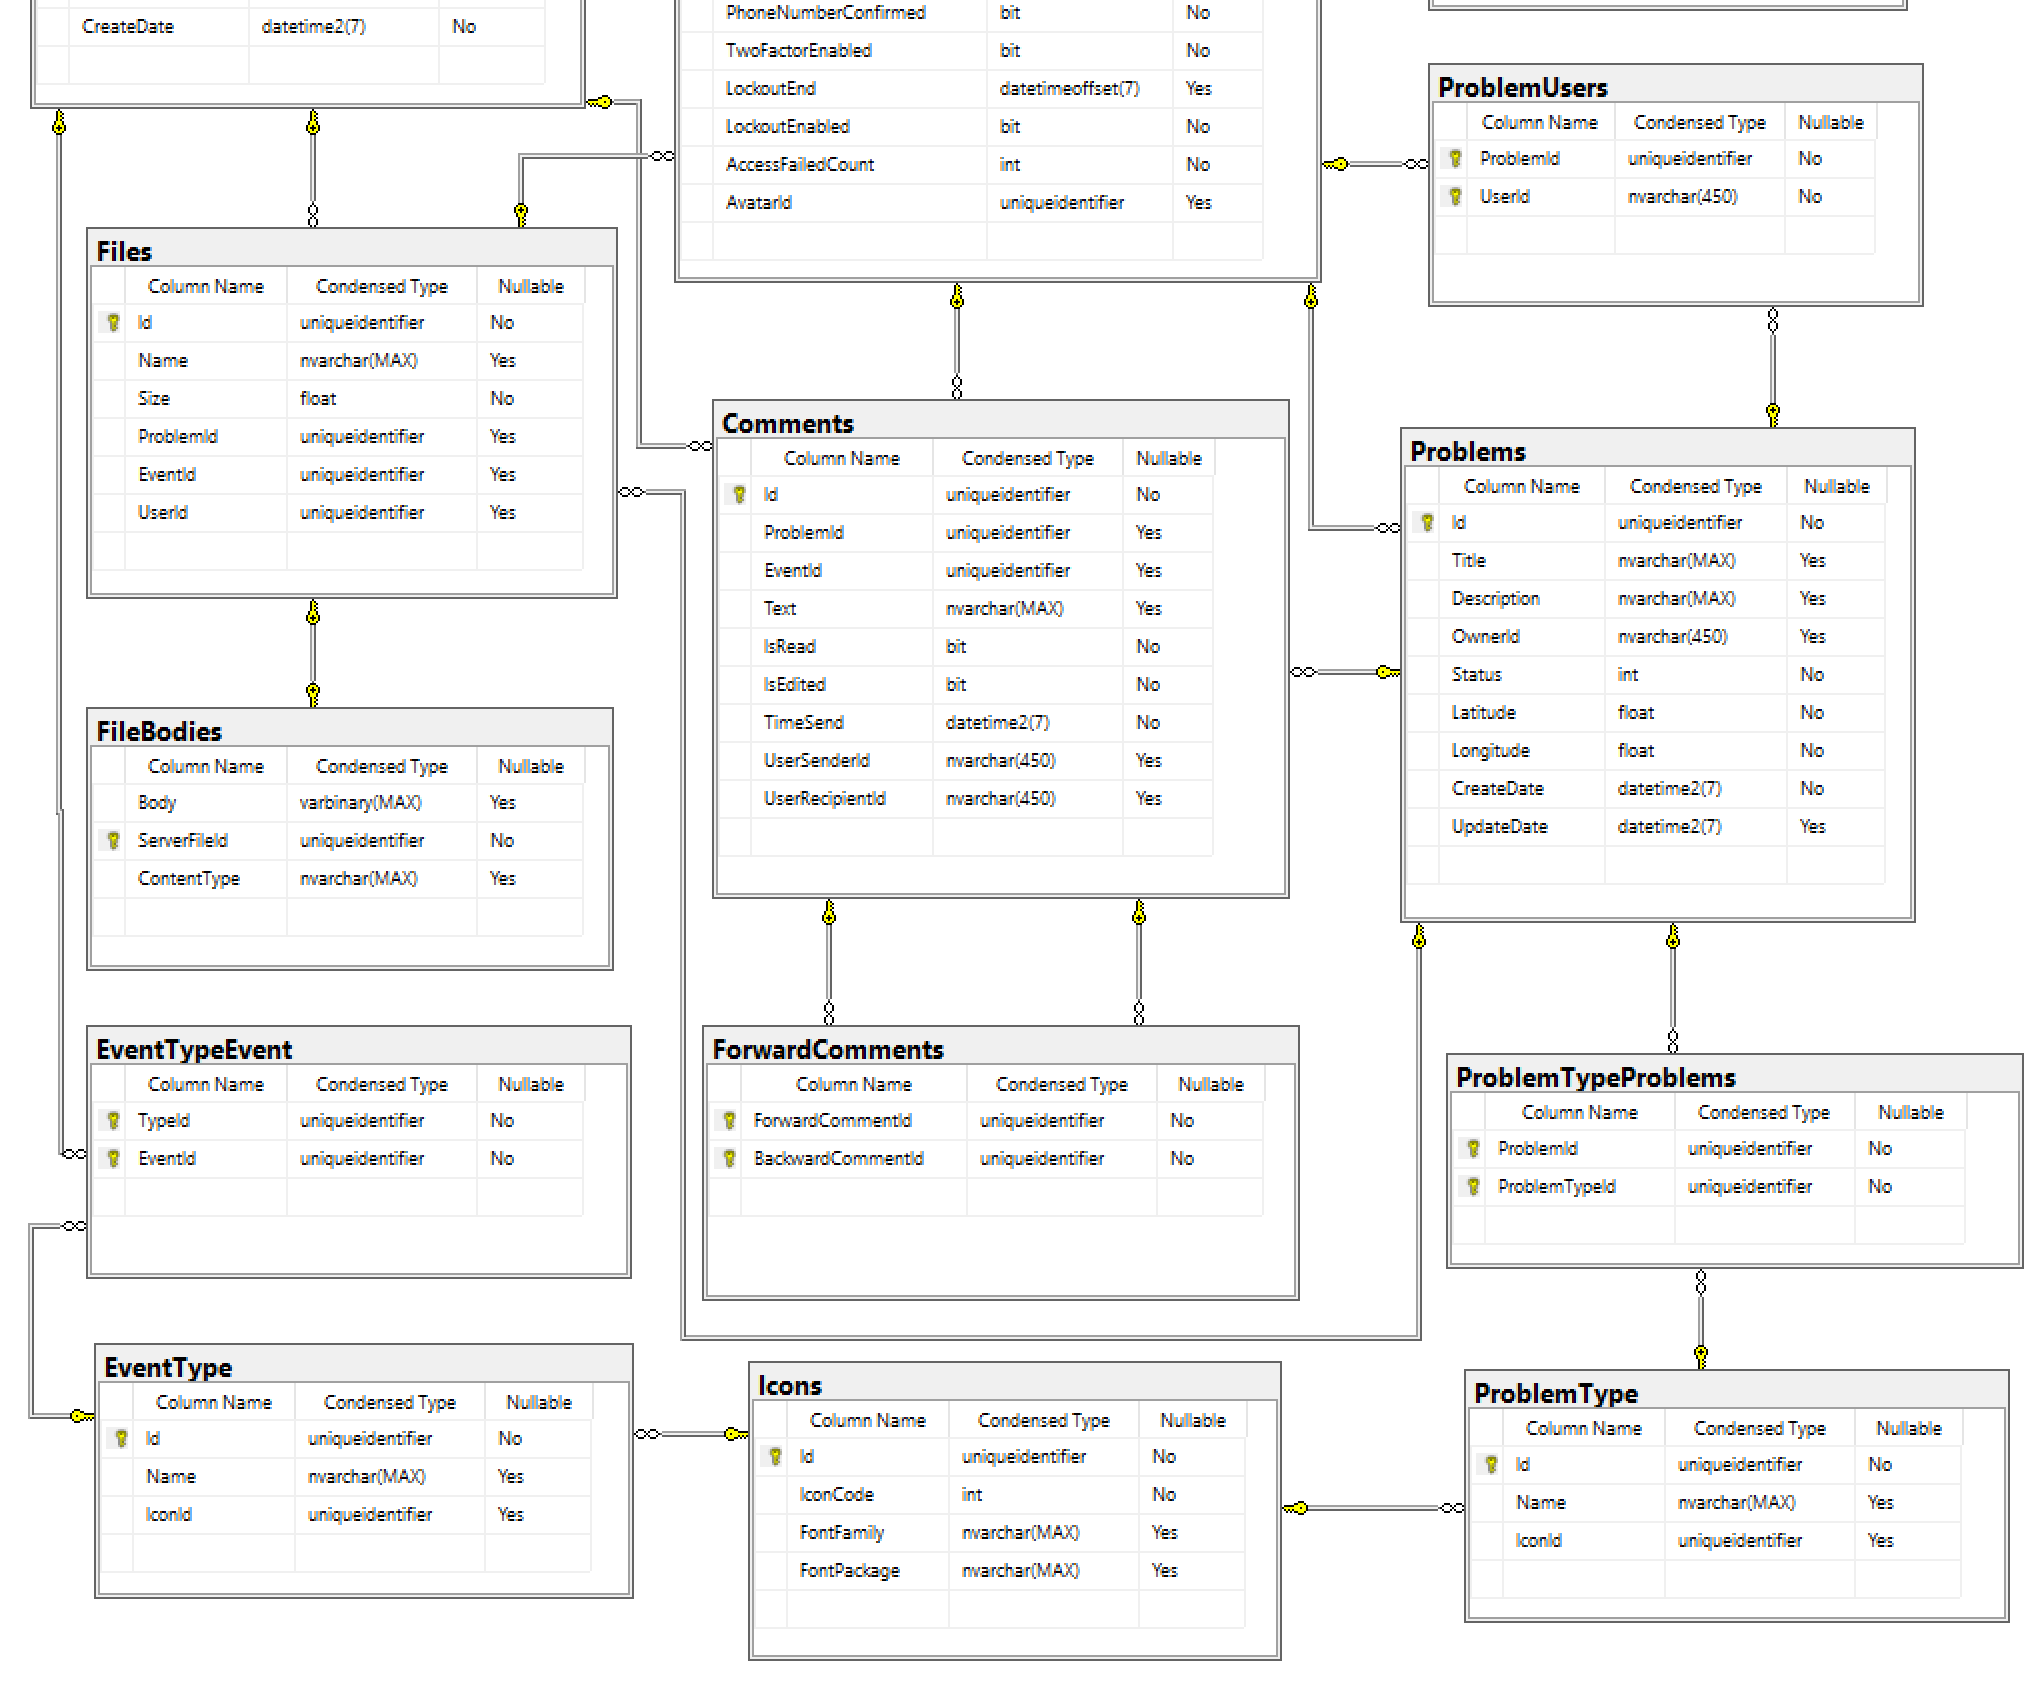 CreateDate datetime2(7) No
PhoneNumberConfirmed bit No
TwoFactorEnabled bit No
LockoutEnd datetimeoffset(7) Yes
LockoutEnabled bit No
AccessFailedCount int No
AvatarId uniqueidentifier Yes
ProblemUsers
Column Name Condensed Type Nullable
ProblemId uniqueidentifier No
UserId nvarchar(450) No
Files
Column Name Condensed Type Nullable
Id uniqueidentifier No
Name nvarchar(MAX) Yes
Size float No
ProblemId uniqueidentifier Yes
EventId uniqueidentifier Yes
UserId uniqueidentifier Yes
Comments
Column Name Condensed Type Nullable
Id uniqueidentifier No
ProblemId uniqueidentifier Yes
EventId uniqueidentifier Yes
Text nvarchar(MAX) Yes
IsRead bit No
IsEdited bit No
TimeSend datetime2(7) No
UserSenderId nvarchar(450) Yes
UserRecipientId nvarchar(450) Yes
Problems
Column Name Condensed Type Nullable
Id uniqueidentifier No
Title nvarchar(MAX) Yes
Description nvarchar(MAX) Yes
OwnerId nvarchar(450) Yes
Status int No
Latitude float No
Longitude float No
CreateDate datetime2(7) No
UpdateDate datetime2(7) Yes
FileBodies
Column Name Condensed Type Nullable
Body varbinary(MAX) Yes
ServerFileId uniqueidentifier No
ContentType nvarchar(MAX) Yes
EventTypeEvent
Column Name Condensed Type Nullable
TypeId uniqueidentifier No
EventId uniqueidentifier No
ForwardComments
Column Name Condensed Type Nullable
ForwardCommentId uniqueidentifier No
BackwardCommentId uniqueidentifier No
ProblemTypeProblems
Column Name Condensed Type Nullable
ProblemId uniqueidentifier No
ProblemTypeId uniqueidentifier No
EventType
Column Name Condensed Type Nullable
Id uniqueidentifier No
Name nvarchar(MAX) Yes
IconId uniqueidentifier Yes
Icons
Column Name Condensed Type Nullable
Id uniqueidentifier No
IconCode int No
FontFamily nvarchar(MAX) Yes
FontPackage nvarchar(MAX) Yes
ProblemType
Column Name Condensed Type Nullable
Id uniqueidentifier No
Name nvarchar(MAX) Yes
IconId uniqueidentifier Yes